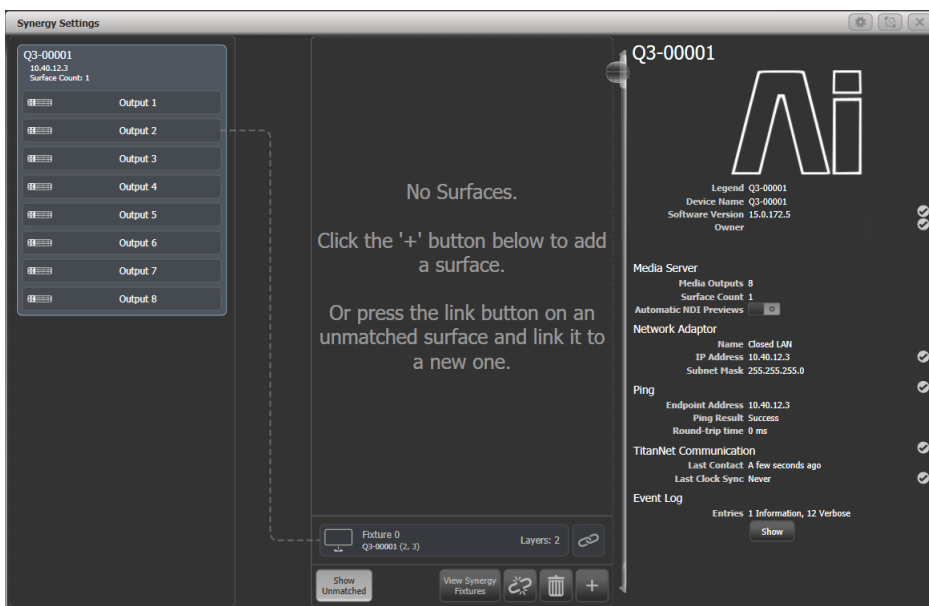 Synergy Settings
Q3-00001
10.40.12.3
Surface Count: 1
Output 1
Output 2
Output 3
Output 4
Output 5
Output 6
Output 7
Output 8
No Surfaces.
Click the '+' button below to add
a surface.
Or press the link button on an
unmatched surface and link it to
a new one.
Fixture 0
Q3-00001 (2, 3)
Layers: 2
Show
Unmatched
View Synergy
Fixtures
+
Q3-00001
Ai
Legend Q3-00001
Device Name Q3-00001
Software Version 15.0.172.5
Owner
Media Server
Media Outputs 8
Surface Count 1
Automatic NDI Previews
Network Adaptor
Name Closed LAN
IP Address 10.40.12.3
Subnet Mask 255.255.255.0
Ping
Endpoint Address 10.40.12.3
Ping Result Success
Round-trip time 0 ms
TitanNet Communication
Last Contact A few seconds ago
Last Clock Sync Never
Event Log
Entries 1 Information, 12 Verbose
Show